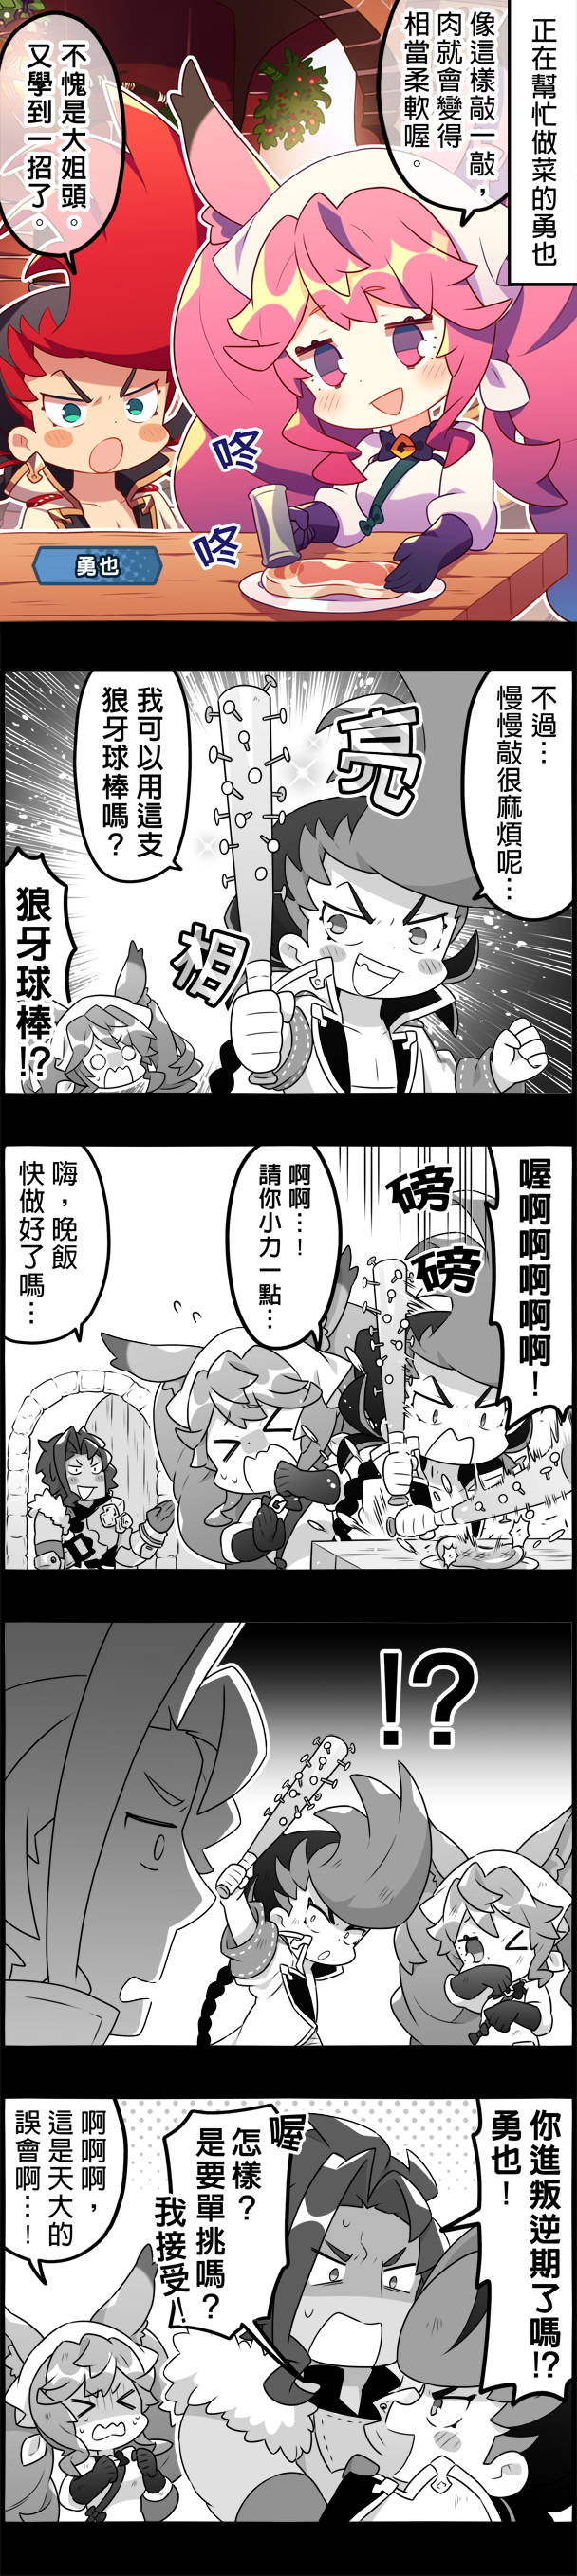 正在幫忙做菜的勇也
像這樣敲一敲，
肉就會變得
相當柔軟喔。
不愧是大姐頭。
又學到一招了。
咚
咚
勇也
不過…
慢慢敲很麻煩呢…
亮
相
我可以用這支
狼牙球棒嗎？
狼牙球棒!?
喔啊啊啊啊啊！
磅
磅
啊啊…！
請你小力一點…
嗨，晚飯
快做好了嗎…
!?
你進叛逆期了嗎!?
勇也！
喔
怎樣？
是要單挑嗎？
我接受！
啊啊啊，
這是天大的
誤會啊…！